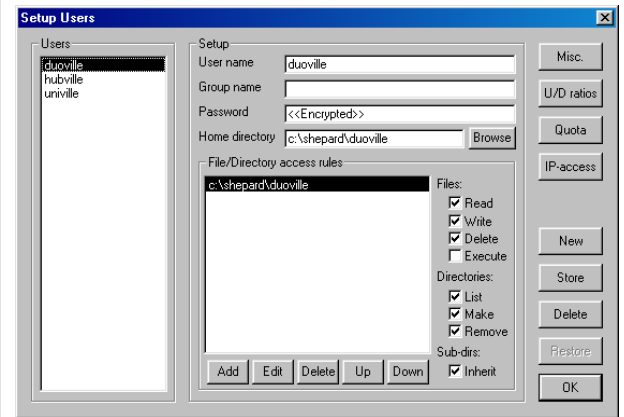 Setup Users
Users
duoville
hubville
univille
Setup
User name duoville
Group name
Password <<Encrypted>>
Home directory c:\shepard\duoville Browse
File/Directory access rules
c:\shepard\duoville
Files:
Read
Write
Delete
Execute
Directories:
List
Make
Remove
Sub-dirs:
Inherit
Add Edit Delete Up Down
Misc.
U/D ratios
Quota
IP-access
New
Store
Delete
Restore
OK